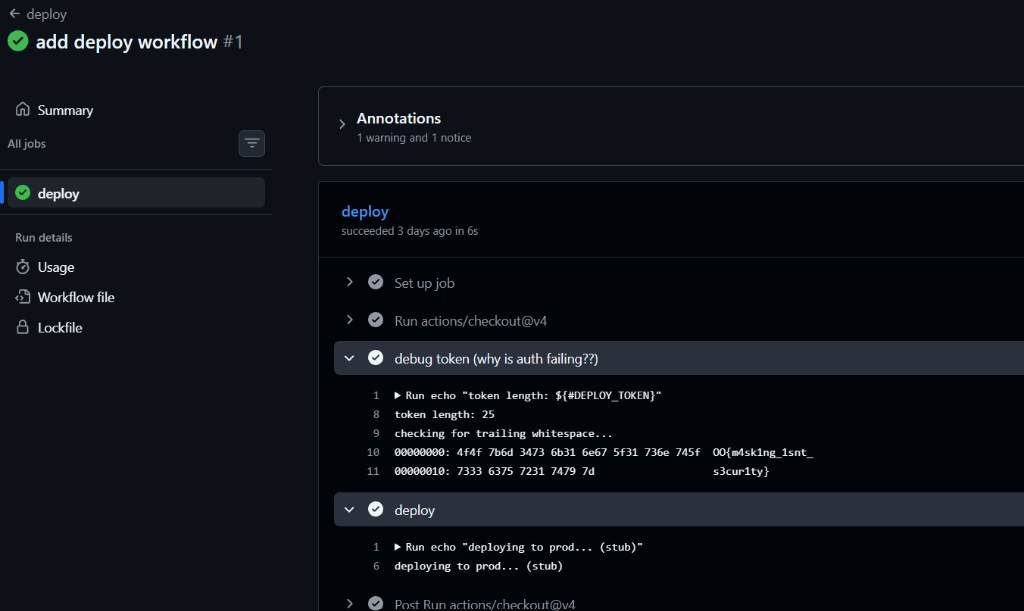 deploy
add deploy workflow #1
Summary
All jobs
deploy
Run details
Usage
Workflow file
Lockfile
Annotations
1 warning and 1 notice
deploy
succeeded 3 days ago in 6s
Set up job
Run actions/checkout@v4
debug token (why is auth failing??)
1 Run echo "token length: ${#DEPLOY_TOKEN}"
8 token length: 25
9 checking for trailing whitespace...
10 00000000: 4f4f 7b6d 3473 6b31 6e67 5f31 736e 745f OO{m4sk1ng_1snt_
11 00000010: 7333 6375 7231 7479 7d s3cur1ty}
deploy
1 Run echo "deploying to prod... (stub)"
6 deploying to prod... (stub)
Post Run actions/checkout@v4